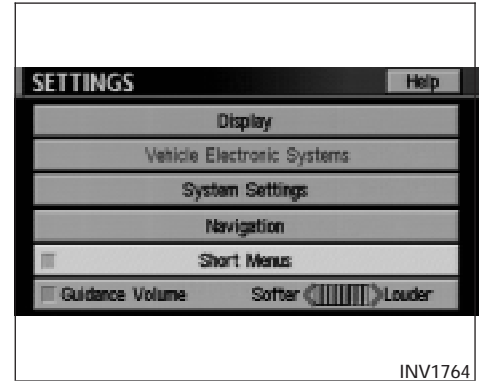 SETTINGS Help
Display
Vehicle Electronic Systems
System Settings
Navigation
Short Menus
Guidance Volume Softer Louder
INV1764